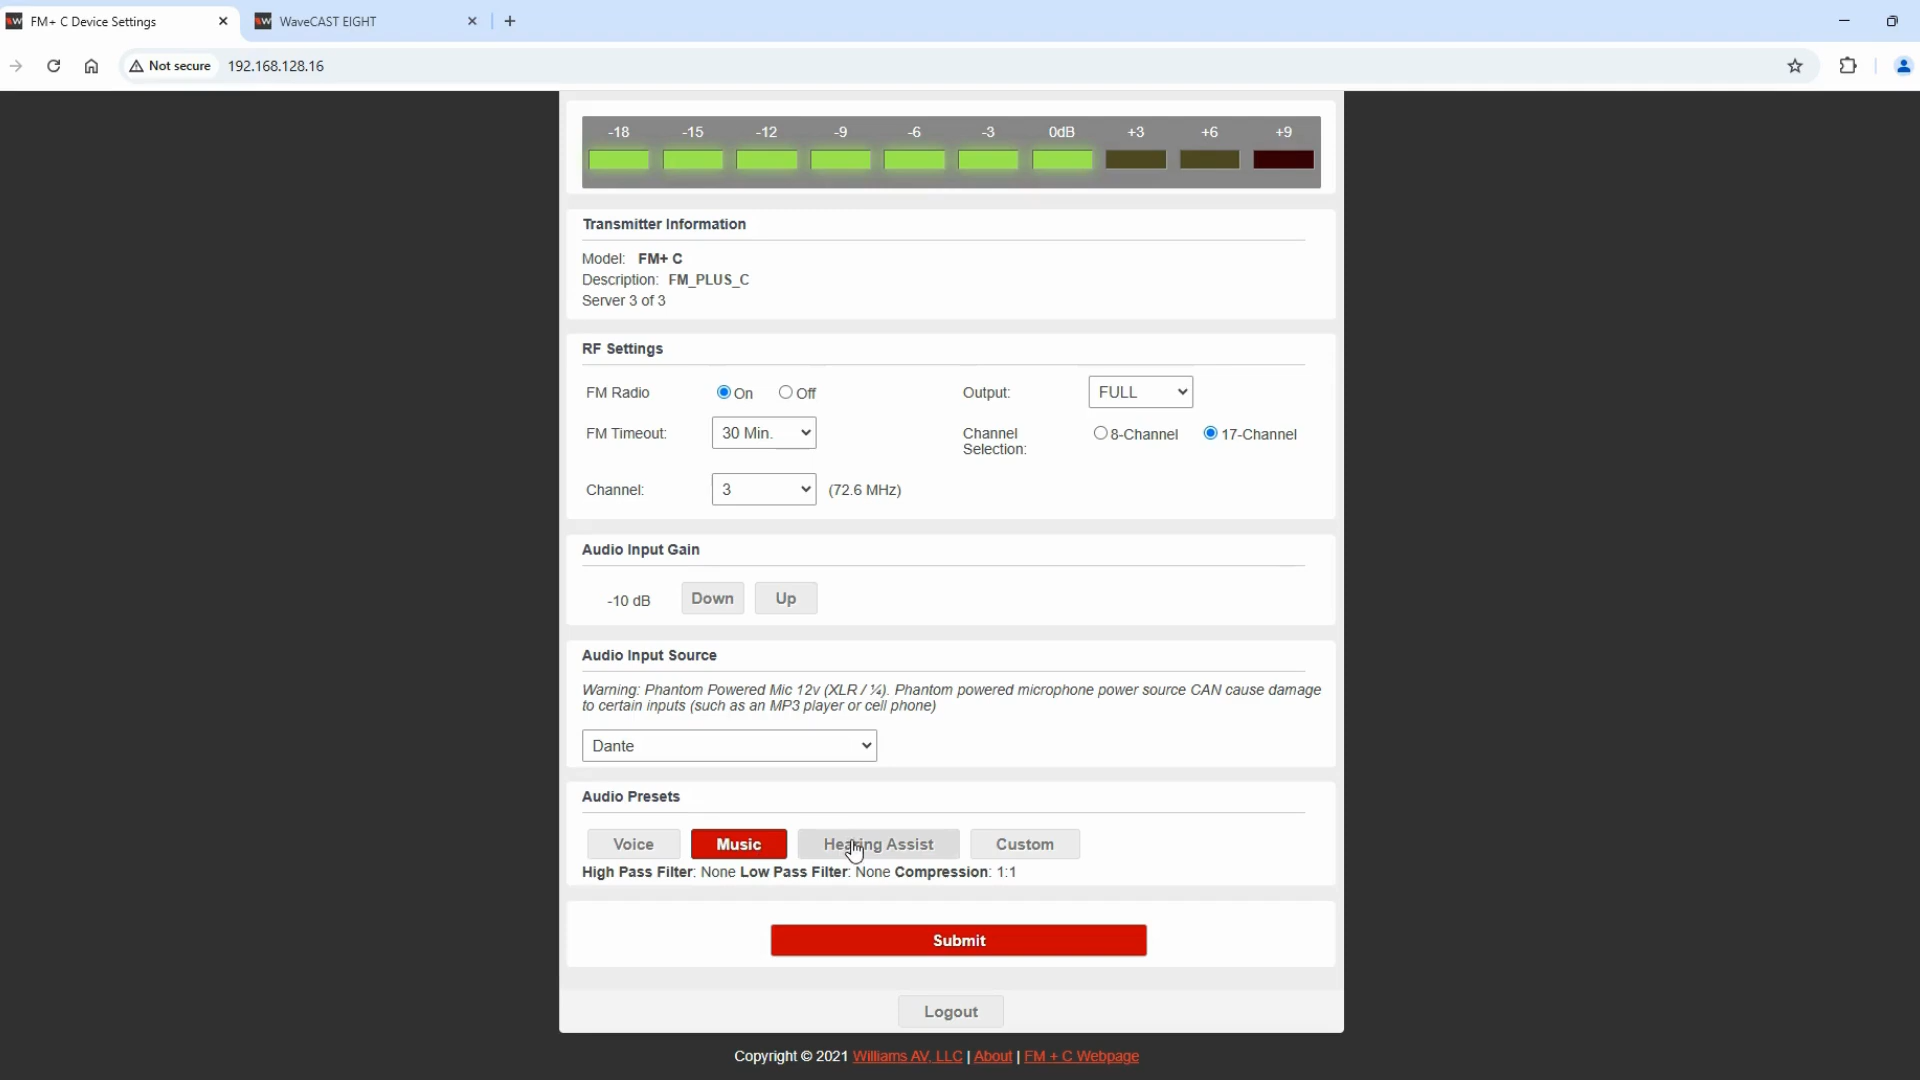 FM+ C Device Settings
WaveCAST EIGHT
Not secure 192.168.128.16
-18 -15 -12 -9 -6 -3 0dB +3 +6 +9
Transmitter Information
Model: FM+ C
Description: FM_PLUS_C
Server 3 of 3
RF Settings
FM Radio On Off Output: FULL
FM Timeout: 30 Min. Channel Selection: 8-Channel 17-Channel
Channel: 3 (72.6 MHz)
Audio Input Gain
-10 dB Down Up
Audio Input Source
Warning: Phantom Powered Mic 12v (XLR / ¼). Phantom powered microphone power source CAN cause damage
to certain inputs (such as an MP3 player or cell phone)
Dante
Audio Presets
Voice Music Hearing Assist Custom
High Pass Filter: None Low Pass Filter: None Compression: 1:1
Submit
Logout
Copyright © 2021 Williams AV, LLC | About | FM + C Webpage